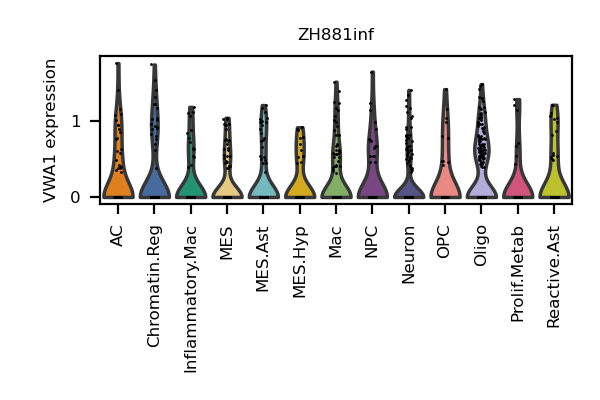 ZH881inf
VWA1 expression
1
0
AC
Chromatin.Reg
Inflammatory.Mac
MES
MES.Ast
MES.Hyp
Mac
NPC
Neuron
OPC
Oligo
Prolif.Metab
Reactive.Ast